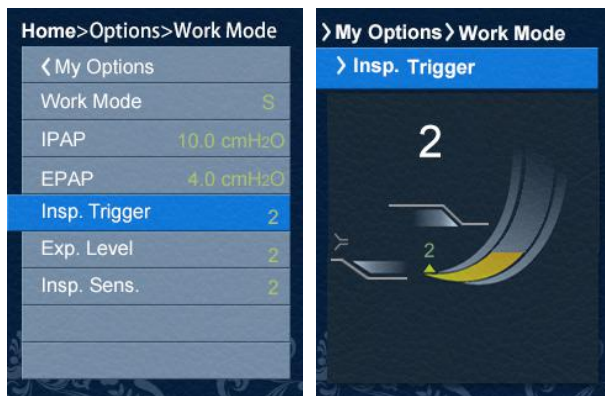 Home>Options>Work Mode
❮ My Options
Work Mode S
IPAP 10.0 cmH2O
EPAP 4.0 cmH2O
Insp. Trigger 2
Exp. Level 2
Insp. Sens. 2
❯ My Options ❯ Work Mode
❯ Insp. Trigger
2
2